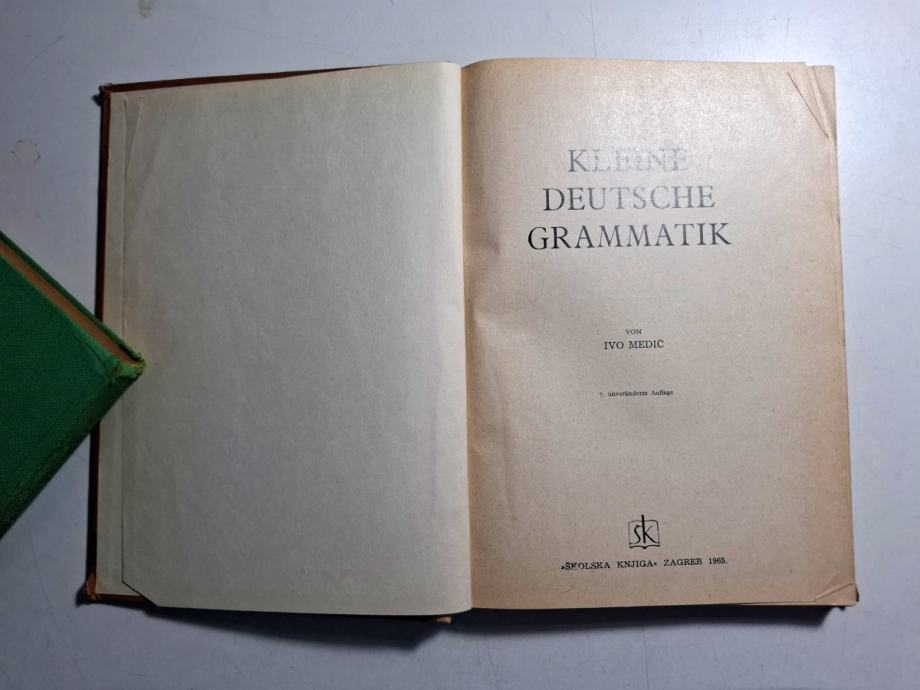 KLEINE
DEUTSCHE
GRAMMATIK
VON
IVO MEDIĆ
7. unveränderte Auflage
ŠK
»ŠKOLSKA KNJIGA« ZAGREB 1965.